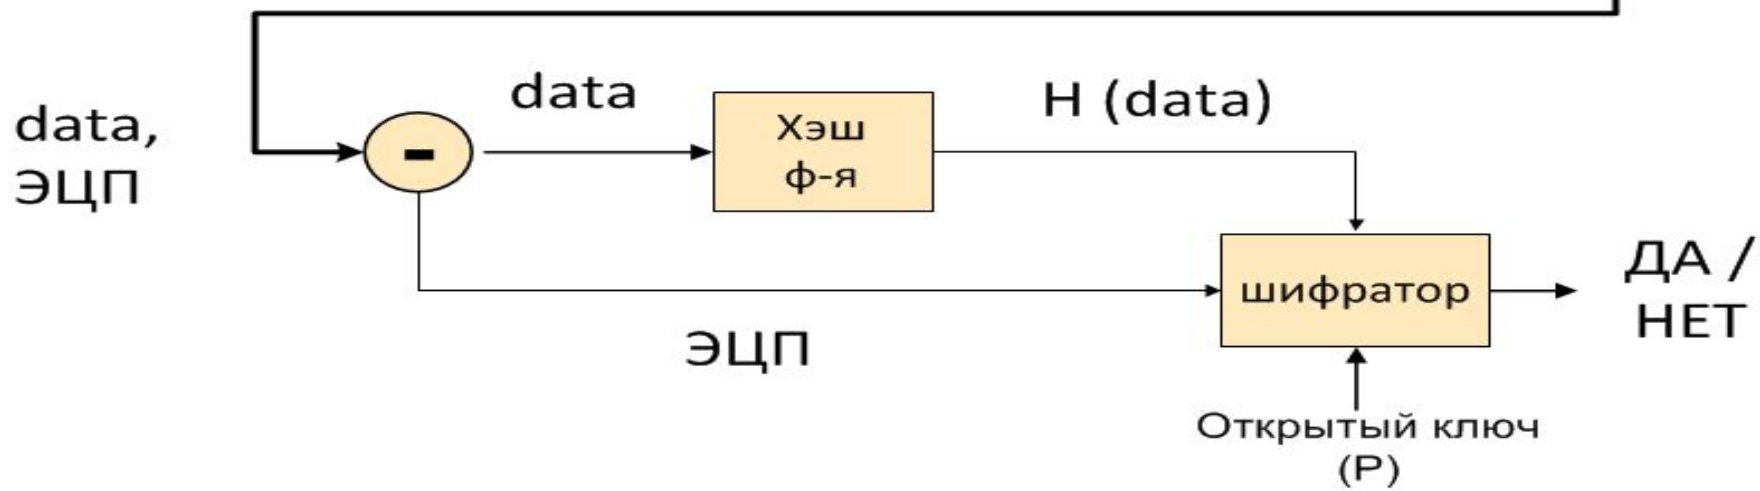 data,
ЭЦП
-
data
Хэш
ф-я
H (data)
ЭЦП
шифратор
ДА /
НЕТ
Открытый ключ
(P)